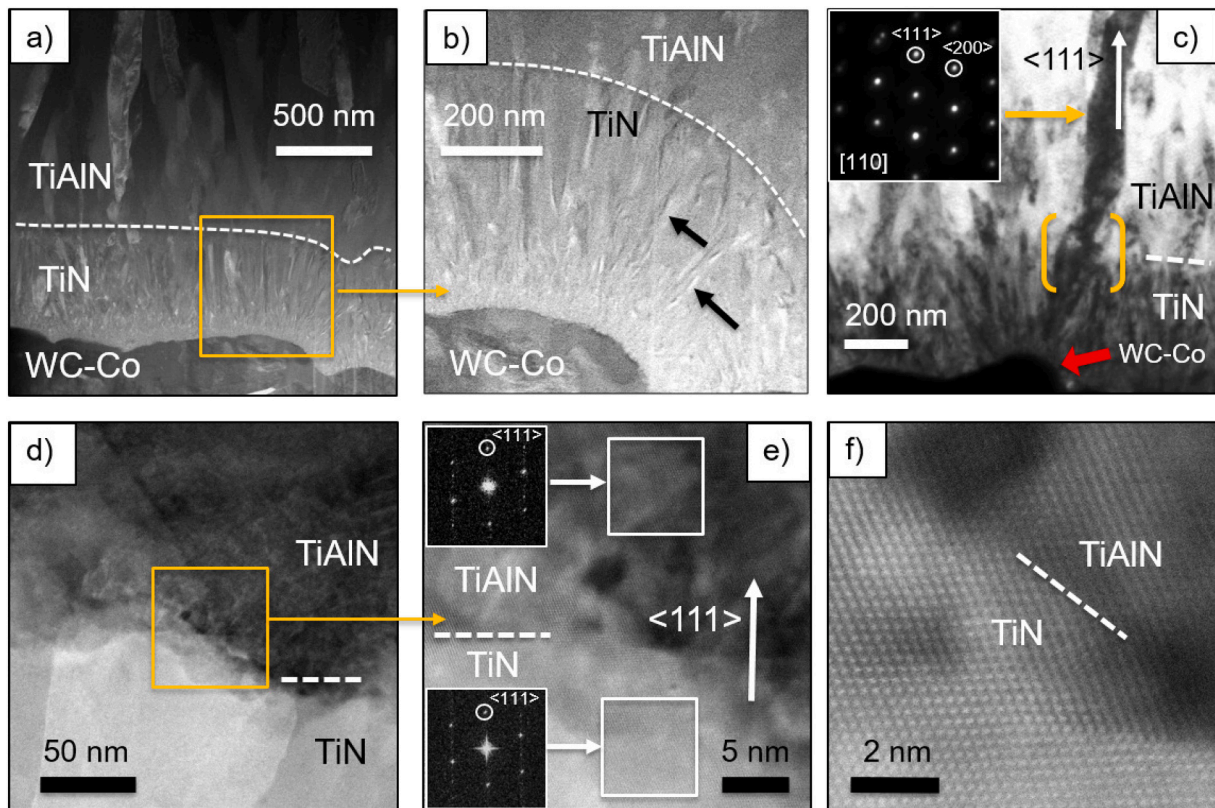 a)
500 nm
TiAlN
TiN
WC-Co
b)
TiAlN
200 nm
TiN
WC-Co
c)
<111>
<200>
[110]
<111>
TiAlN
TiN
200 nm
WC-Co
d)
TiAlN
TiN
50 nm
e)
<111>
TiAlN
<111>
TiN
<111>
5 nm
f)
TiAlN
TiN
2 nm